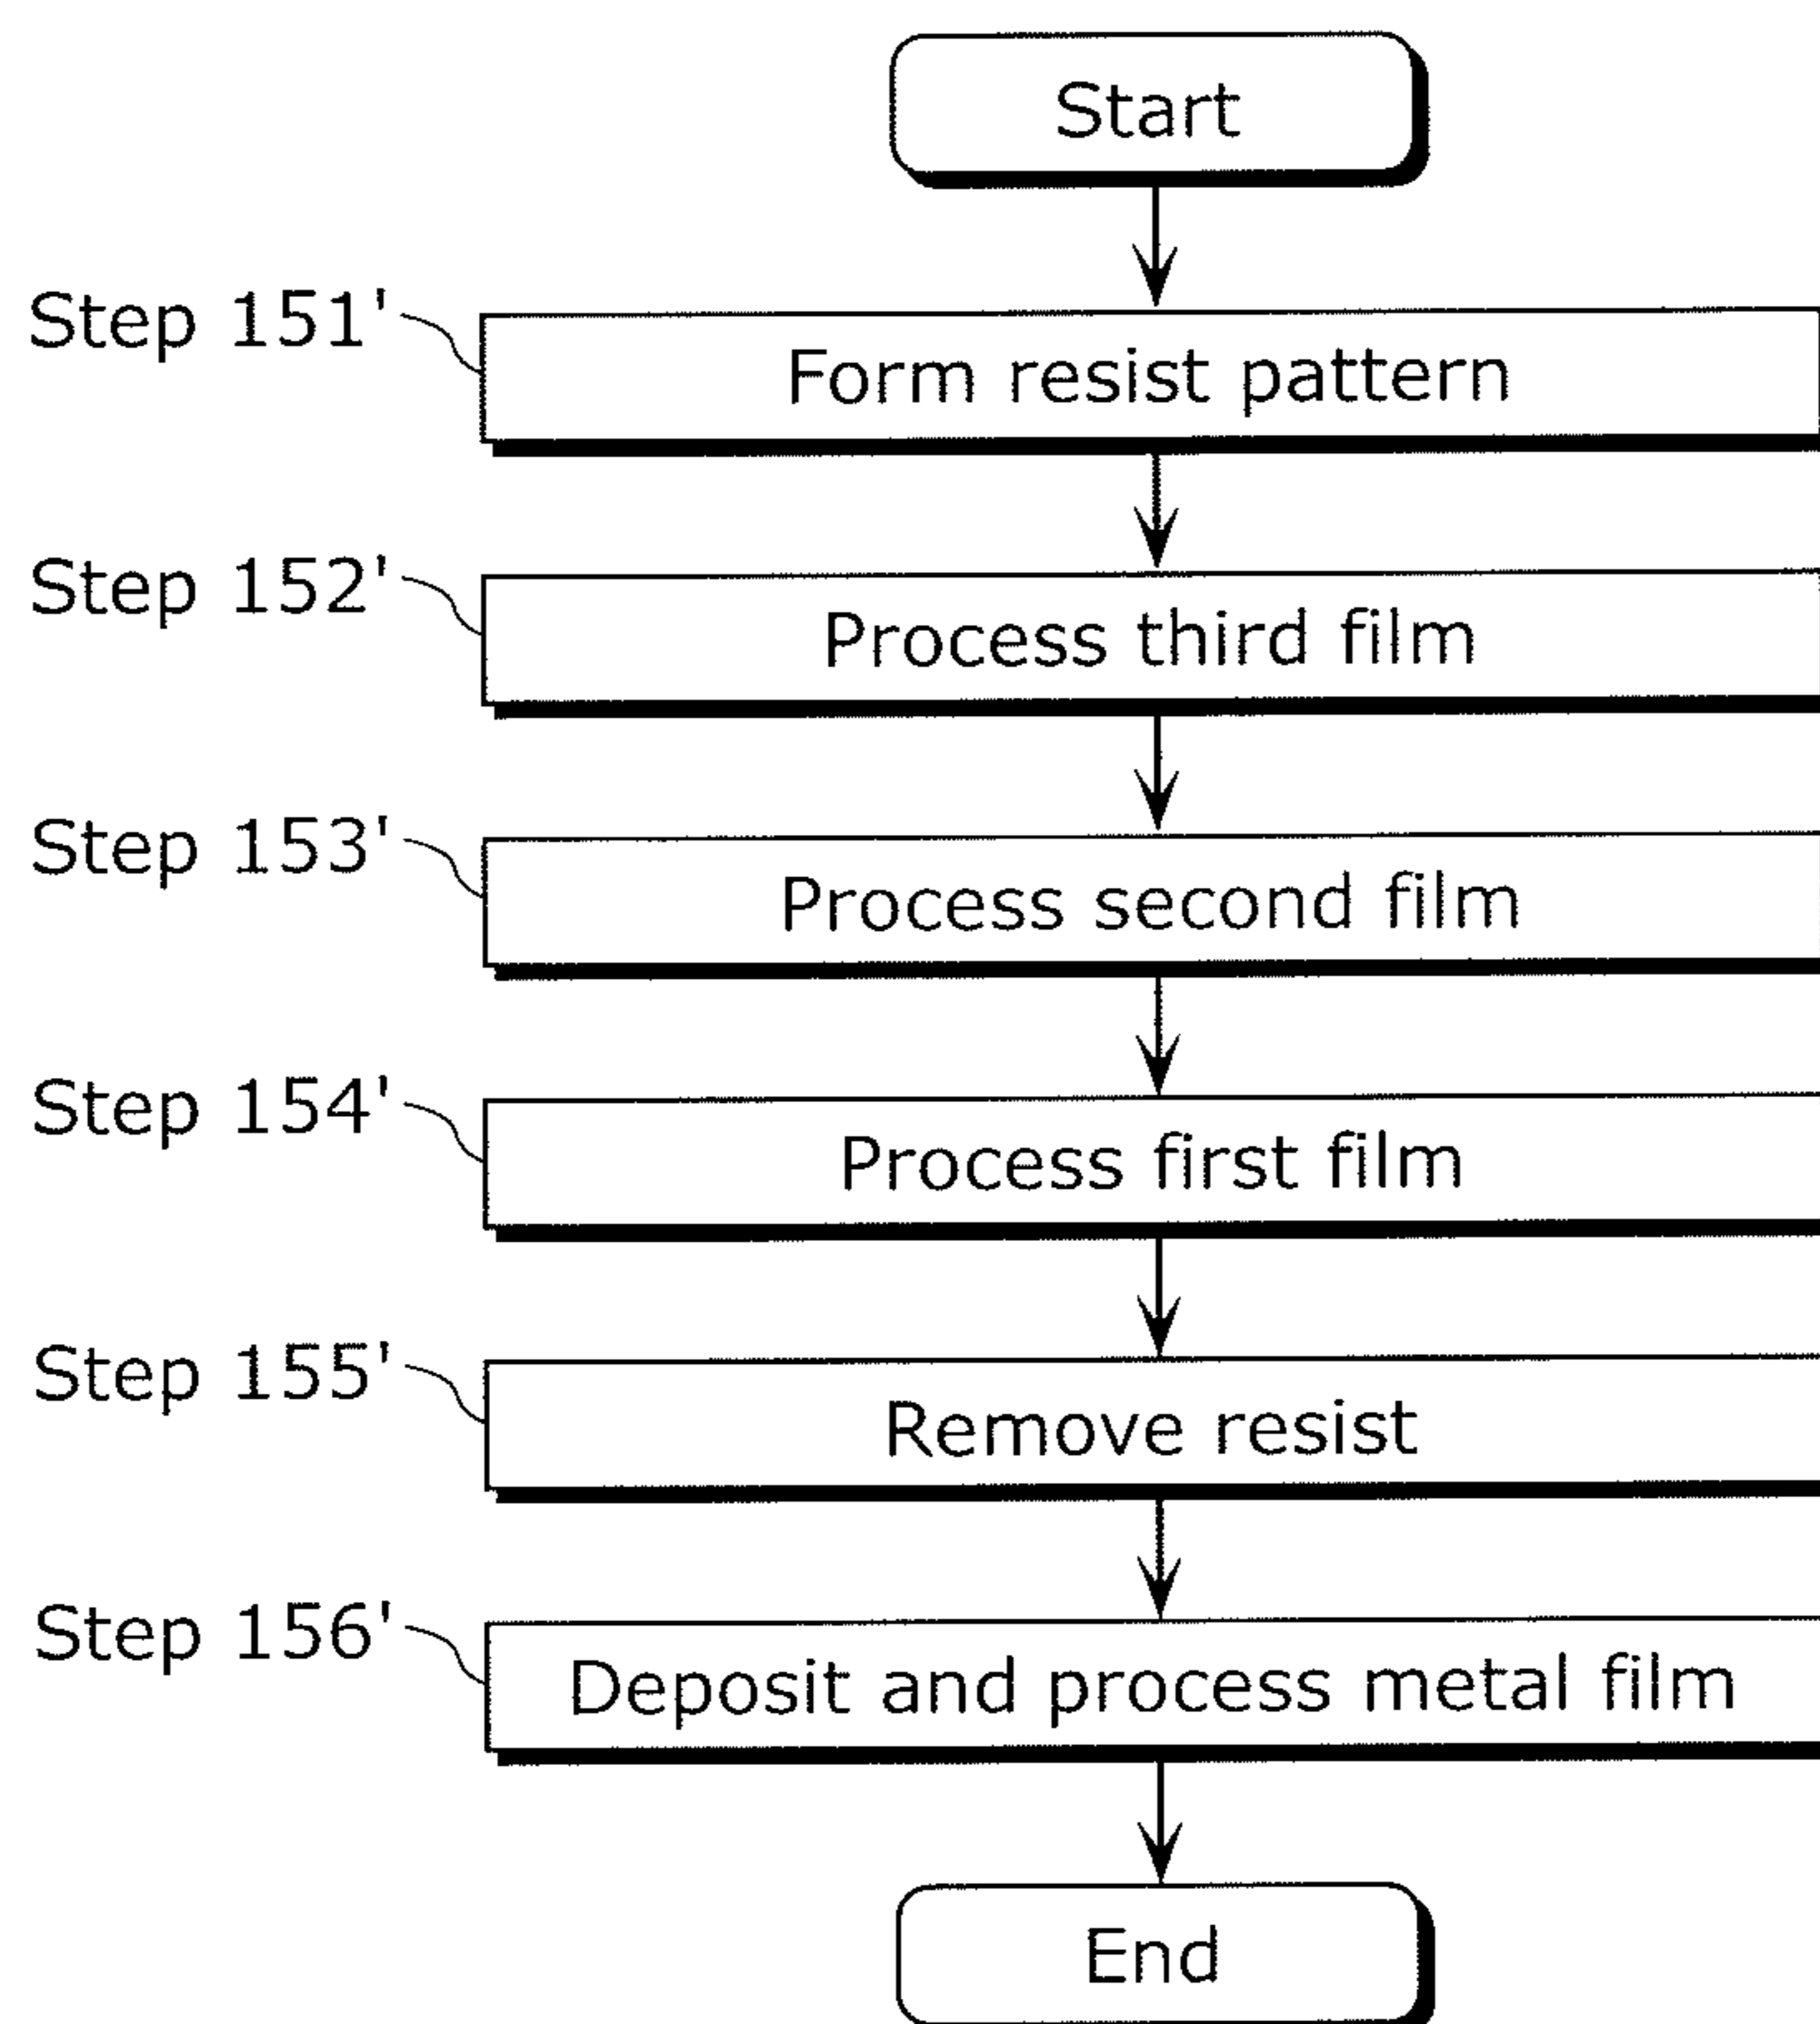 Start
Step 151'
Form resist pattern
Step 152'
Process third film
Step 153'
Process second film
Step 154'
Process first film
Step 155'
Remove resist
Step 156'
Deposit and process metal film
End